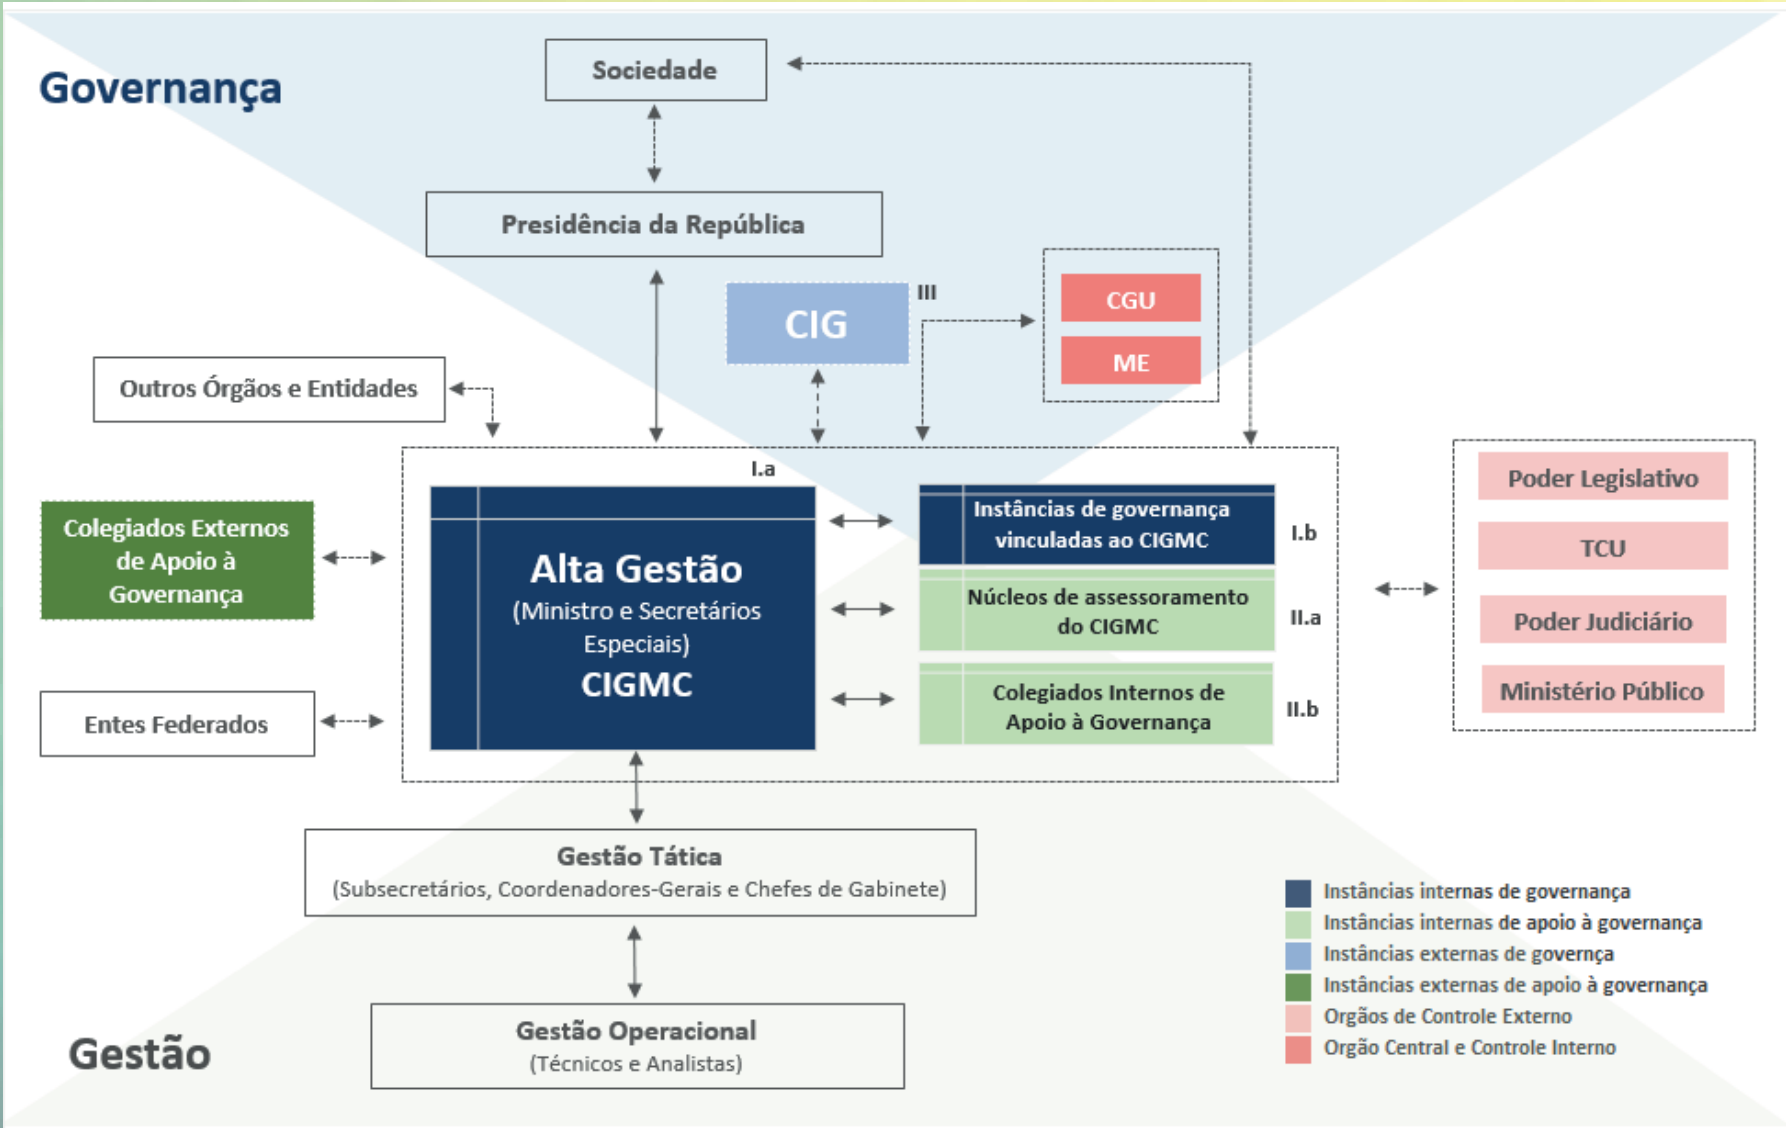 Governança
Sociedade
Presidência da República
CIG
III
CGU
ME
Outros Órgãos e Entidades
I.a
Colegiados Externos
de Apoio à
Governança
Entes Federados
Alta Gestão
(Ministro e Secretários
Especiais)
CIGMC
Instâncias de governança
vinculadas ao CIGMC
I.b
Núcleos de assessoramento
do CIGMC
II.a
Colegiados Internos de
Apoio à Governança
II.b
Poder Legislativo
TCU
Poder Judiciário
Ministério Público
Gestão Tática
(Subsecretários, Coordenadores-Gerais e Chefes de Gabinete)
Gestão Operacional
(Técnicos e Analistas)
Gestão
Instâncias internas de governança
Instâncias internas de apoio à governança
Instâncias externas de governça
Instâncias externas de apoio à governança
Orgãos de Controle Externo
Orgão Central e Controle Interno